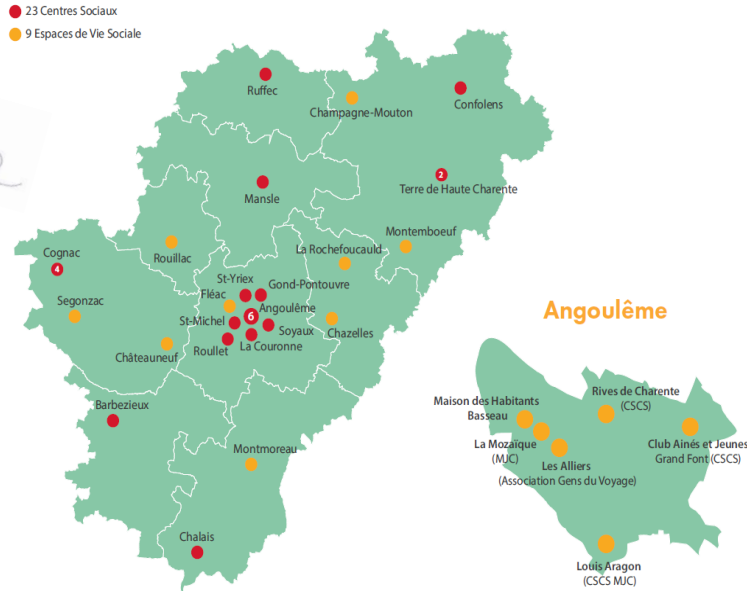 23 Centres Sociaux
9 Espaces de Vie Sociale
Ruffec
Champagne-Mouton
Confolens
2
Terre de Haute Charente
Mansle
Montemboeuf
Cognac
4
Rouillac
La Rochefoucauld
St-Yriex
Gond-Pontouvre
Segonzac
Fléac
Angoulême
6
St-Michel
Soyaux
Chazelles
Châteauneuf
Roullet
La Couronne
Barbezieux
Montmoreau
Chalais
Angoulême
Rives de Charente
(CSCS)
Maison des Habitants
Basseau
La Mozaïque
(MJC)
Club Ainés et Jeunes
Grand Font (CSCS)
Les Alliers
(Association Gens du Voyage)
Louis Aragon
(CSCS MJC)